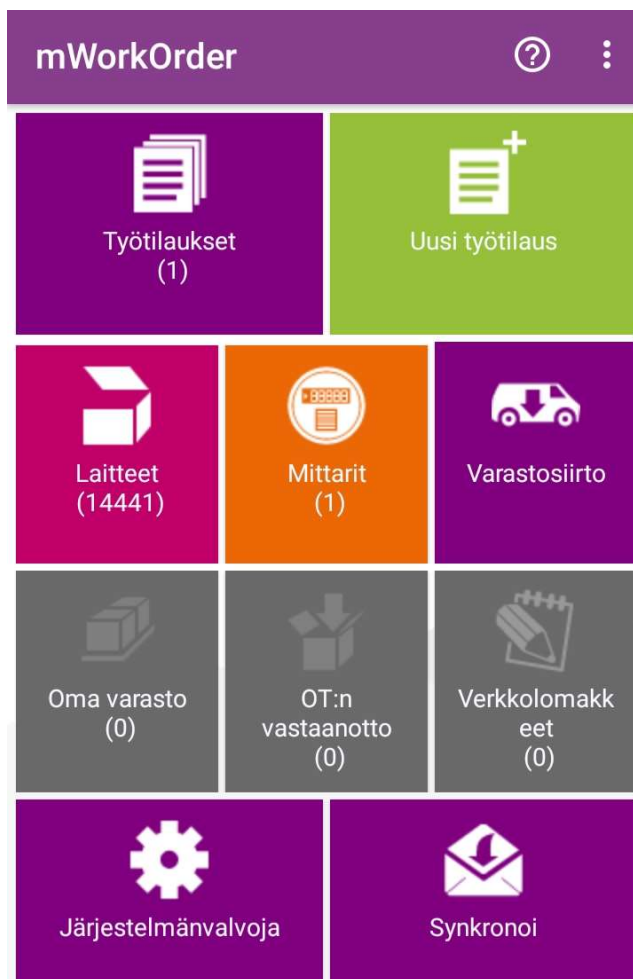 mWorkOrder
Työtilaukset
(1)
Uusi työtilaus
Laitteet
(14441)
Mittarit
(1)
Varastosiirto
Oma varasto
(0)
OT:n
vastaanotto
(0)
Verkkolomakk
eet
(0)
Järjestelmänvalvoja
Synkronoi